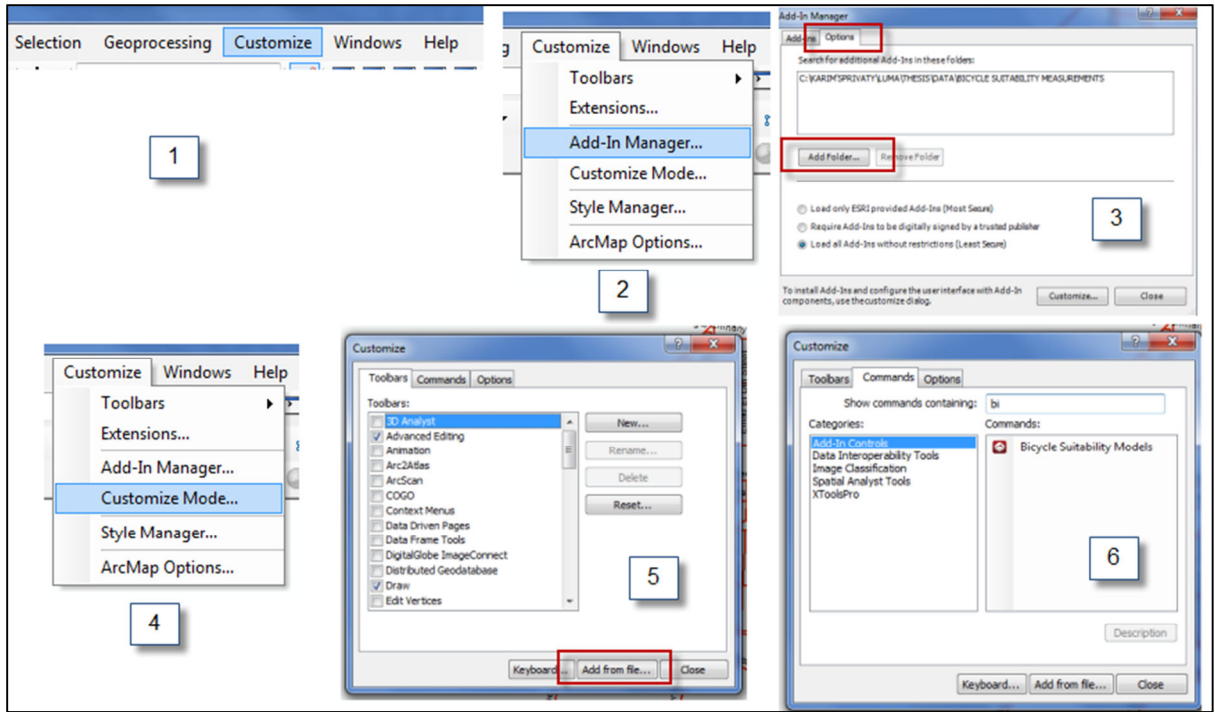 Selection Geoprocessing Customize Windows Help
1
Customize Windows Help
Toolbars
Extensions...
Add-In Manager...
Customize Mode...
Style Manager...
ArcMap Options...
2
Add-In Manager
Add-Ins Options
Search for additional Add-Ins in these folders:
C:\KARIM'SPRIVATY\LUMA\THESIS\DATA\BICYCLE SUITABILITY MEASUREMENTS
Add Folder... Remove Folder
Load only ESRI provided Add-Ins (Most Secure)
Require Add-Ins to be digitally signed by a trusted publisher
Load all Add-Ins without restrictions (Least Secure)
3
To install Add-Ins and configure the user interface with Add-In
components, use the customize dialog.
Customize... Close
Customize Windows Help
Toolbars
Extensions...
Add-In Manager...
Customize Mode...
Style Manager...
ArcMap Options...
4
Customize
Toolbars Commands Options
Toolbars:
3D Analyst
Advanced Editing
Animation
Arc2Atlas
ArcScan
COGO
Context Menus
Data Driven Pages
Data Frame Tools
DigitalGlobe ImageConnect
Distributed Geodatabase
Draw
Edit Vertices
New...
Rename...
Delete
Reset...
5
Keyboard... Add from file... Close
Customize
Toolbars Commands Options
Show commands containing: bi
Categories:
Add-In Controls
Data Interoperability Tools
Image Classification
Spatial Analyst Tools
XToolsPro
Commands:
Bicycle Suitability Models
6
Description
Keyboard... Add from file... Close